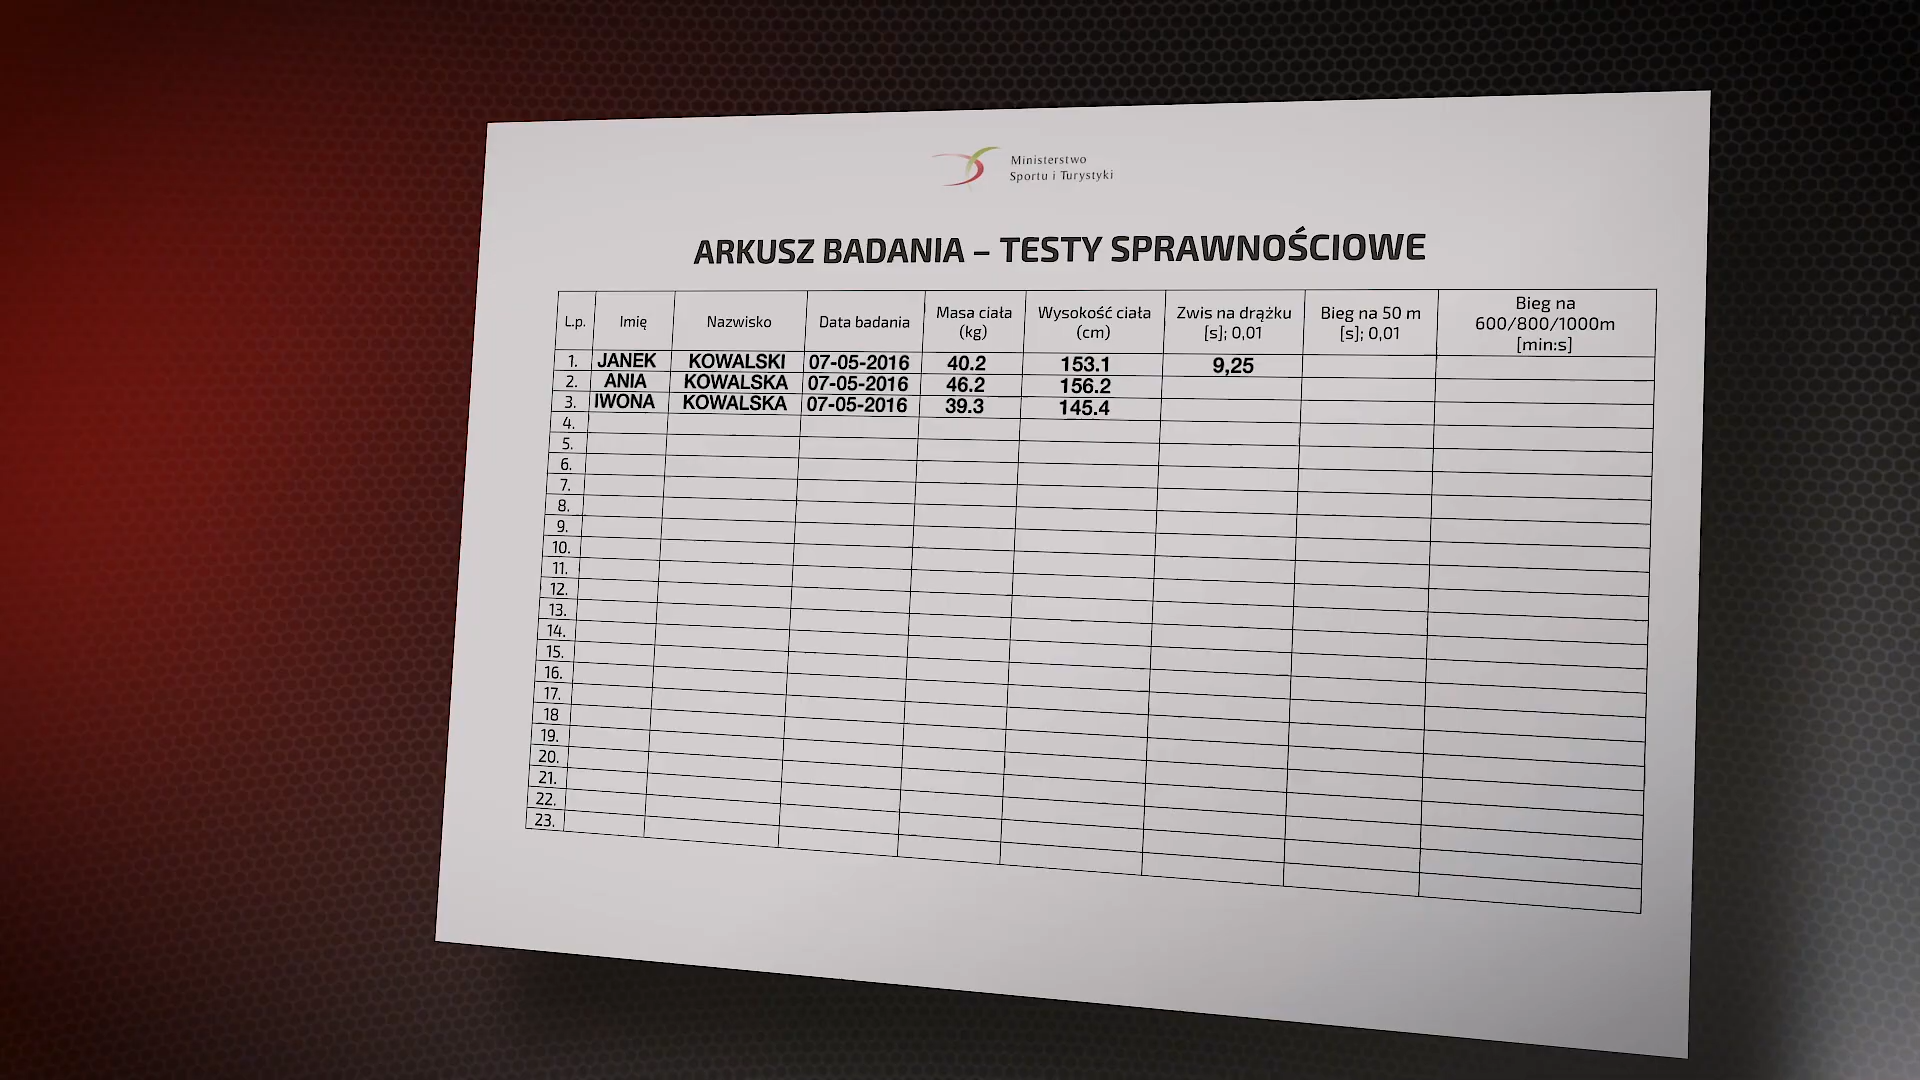 Ministerstwo
Sportu i Turystyki
ARKUSZ BADANIA – TESTY SPRAWNOŚCIOWE
L.p. Imię Nazwisko Data badania Masa ciała (kg) Wysokość ciała (cm) Zwis na drążku [s]; 0,01 Bieg na 50 m [s]; 0,01 Bieg na 600/800/1000m [min:s]
1. JANEK KOWALSKI 07-05-2016 40.2 153.1 9,25
2. ANIA KOWALSKA 07-05-2016 46.2 156.2
3. IWONA KOWALSKA 07-05-2016 39.3 145.4
4.
5.
6.
7.
8.
9.
10.
11.
12.
13.
14.
15.
16.
17.
18
19.
20.
21.
22.
23.